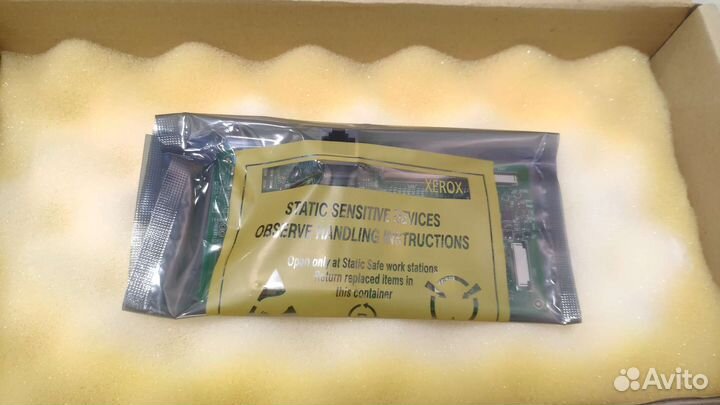 XEROX
STATIC SENSITIVE DEVICES
OBSERVE HANDLING INSTRUCTIONS
Open only at Static Safe work stations
Return replaced items in
this container
Avito